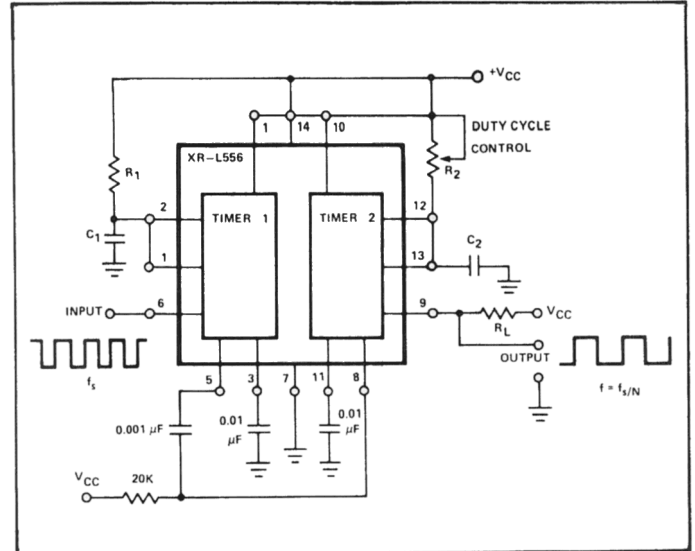 +VCC
1 14 10
DUTY CYCLE
CONTROL
XR-L556
R1
R2
2
TIMER 1
TIMER 2
12
C1
C2
1
13
INPUT
6
9
VCC
RL
OUTPUT
fs
5
3
7
11
8
f = fs/N
0.001 μF
0.01
μF
0.01
μF
VCC
20K